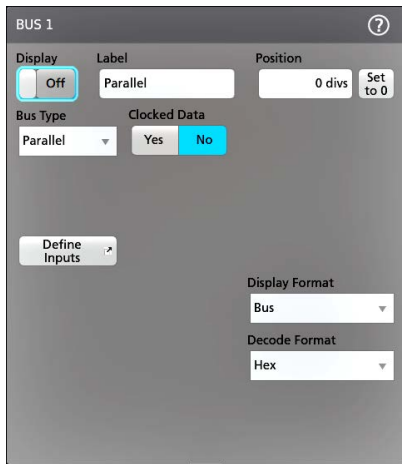 BUS 1
?
Display Label Position
Off Parallel 0 divs Set to 0
Bus Type Clocked Data
Parallel Yes No
Define
Inputs
Display Format
Bus
Decode Format
Hex